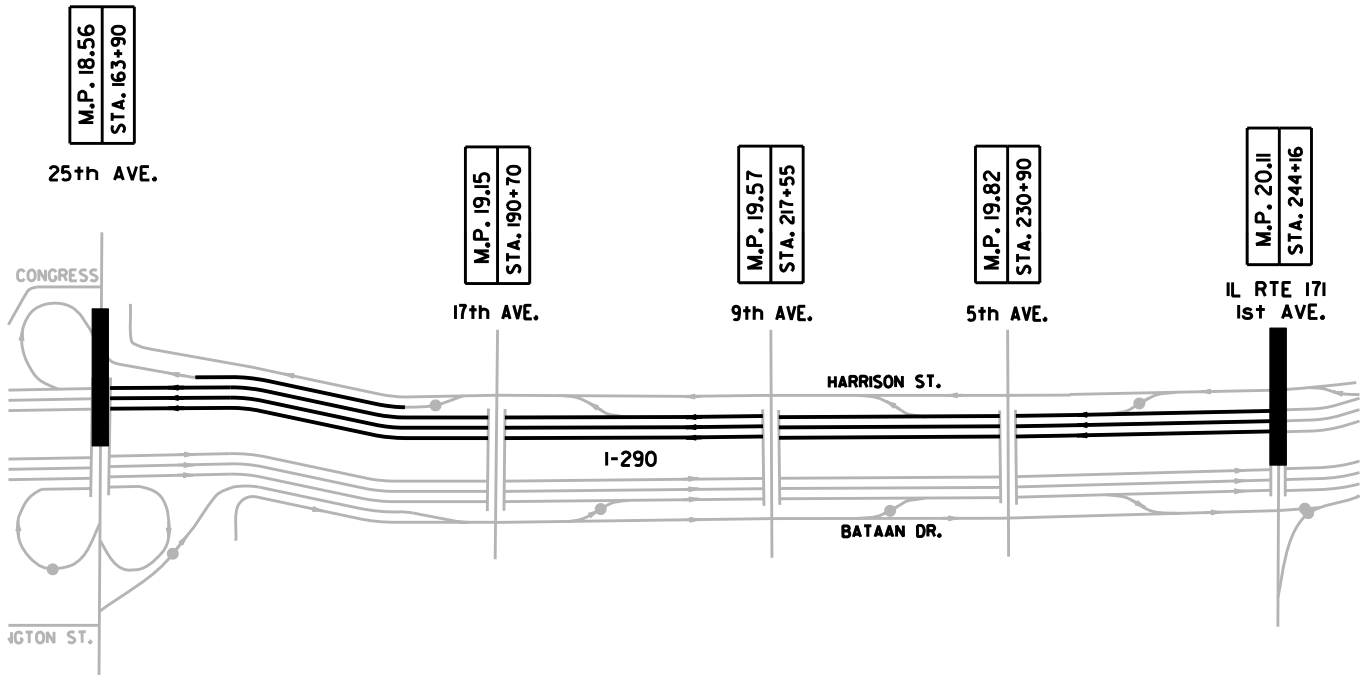 M.P. 18.56
STA. 163+90
25th AVE.
M.P. 19.15
STA. 190+70
17th AVE.
M.P. 19.57
STA. 217+55
9th AVE.
M.P. 19.82
STA. 230+90
5th AVE.
M.P. 20.11
STA. 244+16
IL RTE 171
1st AVE.
CONGRESS
HARRISON ST.
I-290
BATAAN DR.
NGTON ST.